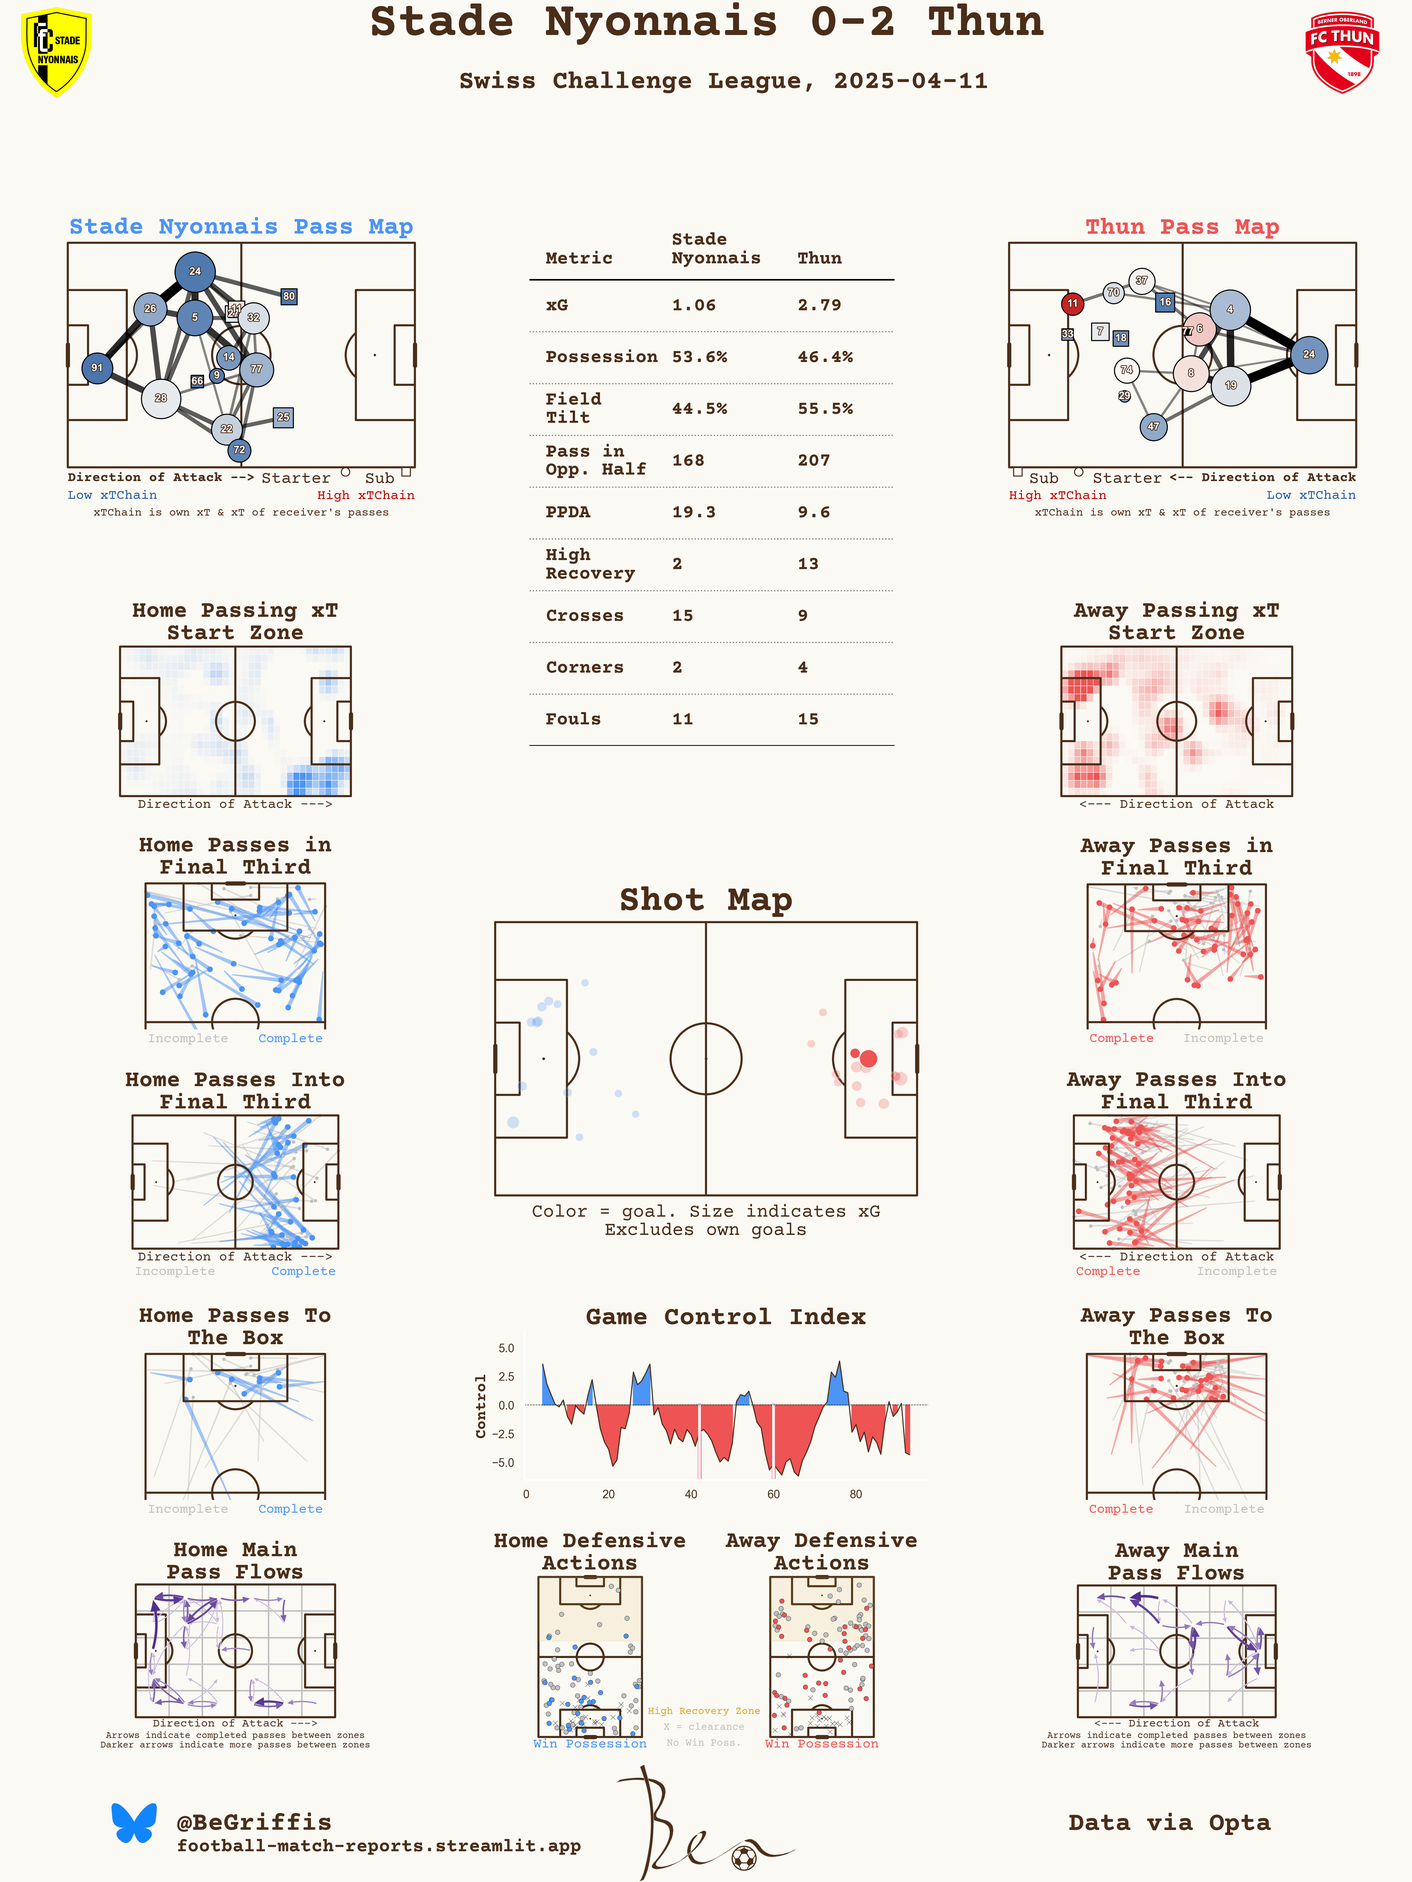 Stade Nyonnais 0-2 Thun
Swiss Challenge League, 2025-04-11
STADE
NYONNAIS
BERNER OBERLAND
FC THUN
1898
Stade Nyonnais Pass Map
24
80
26
5
11
32
14
91
77
9
66
28
25
22
72
Direction of Attack --> Starter Sub
Low xTChain High xTChain
xTChain is own xT & xT of receiver's passes
Metric Stade Nyonnais Thun
xG 1.06 2.79
Possession 53.6% 46.4%
Field Tilt 44.5% 55.5%
Pass in Opp. Half 168 207
PPDA 19.3 9.6
High Recovery 2 13
Crosses 15 9
Corners 2 4
Fouls 11 15
Thun Pass Map
37
70
11
16
4
33
7
18
77
6
24
74
8
19
29
47
Sub Starter <-- Direction of Attack
High xTChain Low xTChain
xTChain is own xT & xT of receiver's passes
Home Passing xT
Start Zone
Direction of Attack --->
Away Passing xT
Start Zone
<--- Direction of Attack
Home Passes in
Final Third
Incomplete Complete
Shot Map
Color = goal. Size indicates xG
Excludes own goals
Away Passes in
Final Third
Complete Incomplete
Home Passes Into
Final Third
Direction of Attack --->
Incomplete Complete
Away Passes Into
Final Third
<--- Direction of Attack
Complete Incomplete
Home Passes To
The Box
Incomplete Complete
Game Control Index
Control
5.0
2.5
0.0
−2.5
−5.0
0 20 40 60 80
Away Passes To
The Box
Complete Incomplete
Home Main
Pass Flows
Direction of Attack --->
Arrows indicate completed passes between zones
Darker arrows indicate more passes between zones
Home Defensive
Actions
Win Possession
High Recovery Zone
X = clearance
No Win Poss.
Away Defensive
Actions
Win Possession
Away Main
Pass Flows
<--- Direction of Attack
Arrows indicate completed passes between zones
Darker arrows indicate more passes between zones
@BeGriffis
football-match-reports.streamlit.app
Ben
Data via Opta